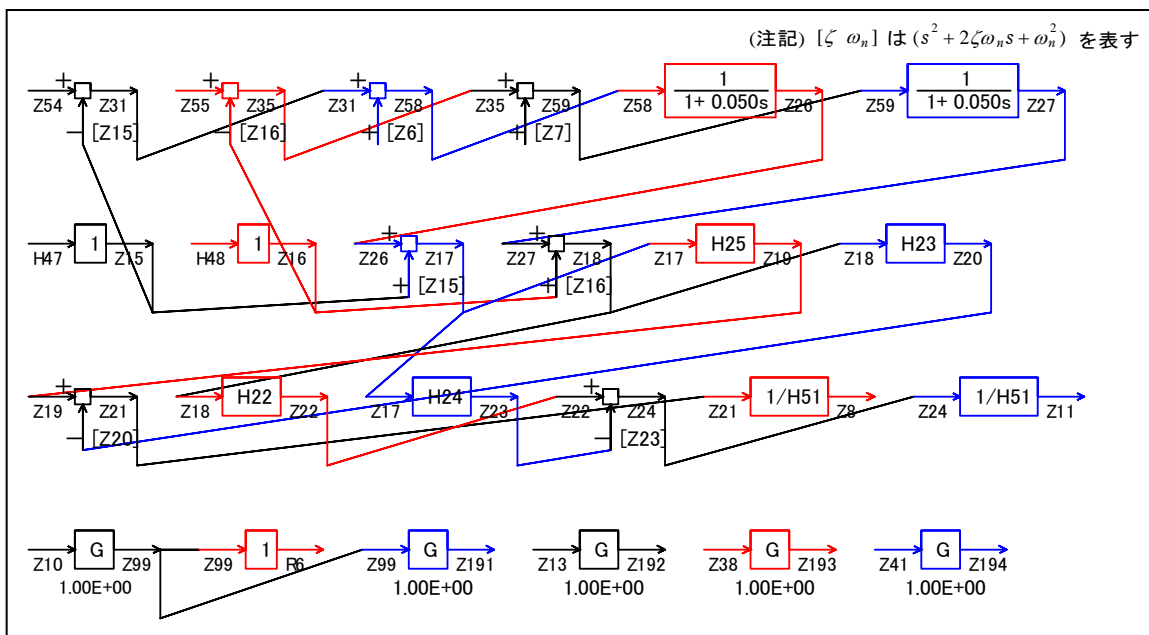 (注記) [ζ ω_n] は (s^2 + 2ζω_n s + ω_n^2) を表す
+ + + 1 1
Z54 Z31 Z55 Z35 Z31 Z58 Z35 Z59 Z58 1+ 0.050s Z26 Z59 1+ 0.050s Z27
− [Z15] − [Z16] + [Z6] + [Z7]
1 1 + + H25 H23
H47 Z15 H48 Z16 Z26 Z17 Z27 Z18 Z17 Z19 Z18 Z20
+ [Z15] + [Z16]
+ H22 H24 + 1/H51 1/H51
Z19 Z21 Z18 Z22 Z17 Z23 Z22 Z24 Z21 Z8 Z24 Z11
− [Z20] − [Z23]
G 1 G G G G
Z10 Z99 Z99 R6 Z99 Z191 Z13 Z192 Z38 Z193 Z41 Z194
1.00E+00 1.00E+00 1.00E+00 1.00E+00 1.00E+00